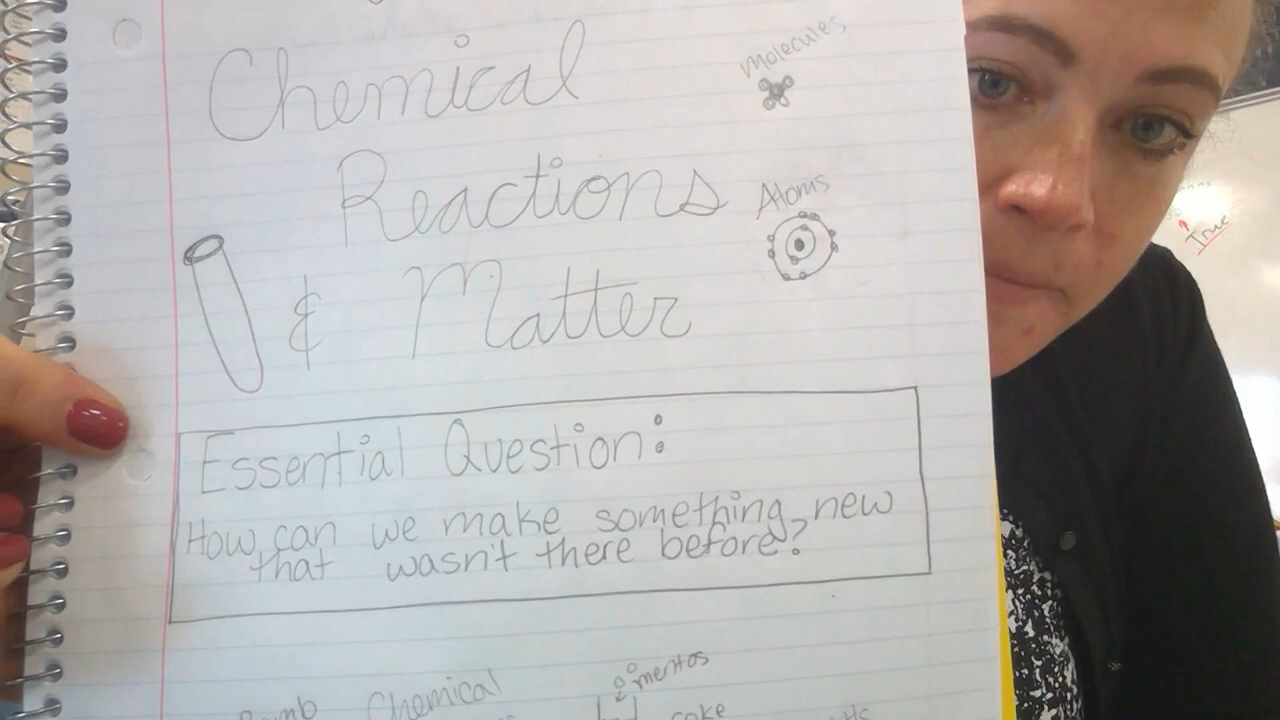 Chemical
Molecules
Reactions
Atoms
& Matter
Essential Question:
How can we make something new
that wasn't there before?
True
mentos
Chemical
coke